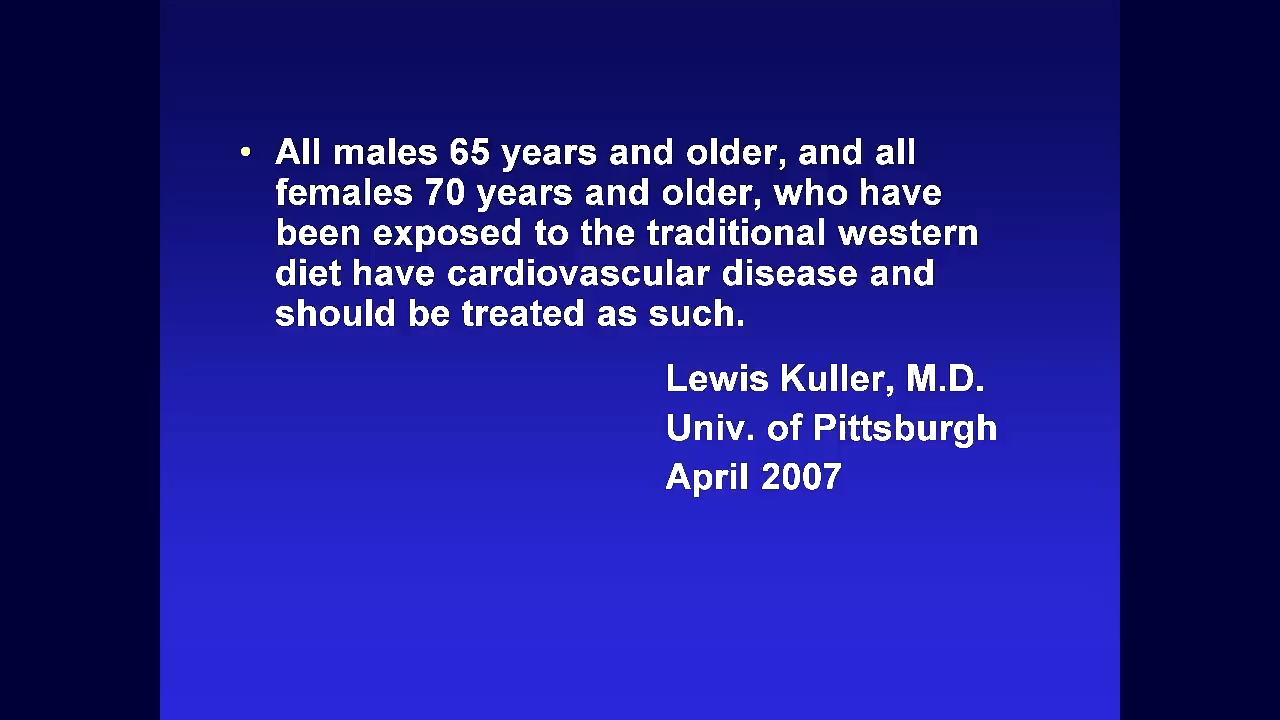 • All males 65 years and older, and all
females 70 years and older, who have
been exposed to the traditional western
diet have cardiovascular disease and
should be treated as such.
Lewis Kuller, M.D.
Univ. of Pittsburgh
April 2007